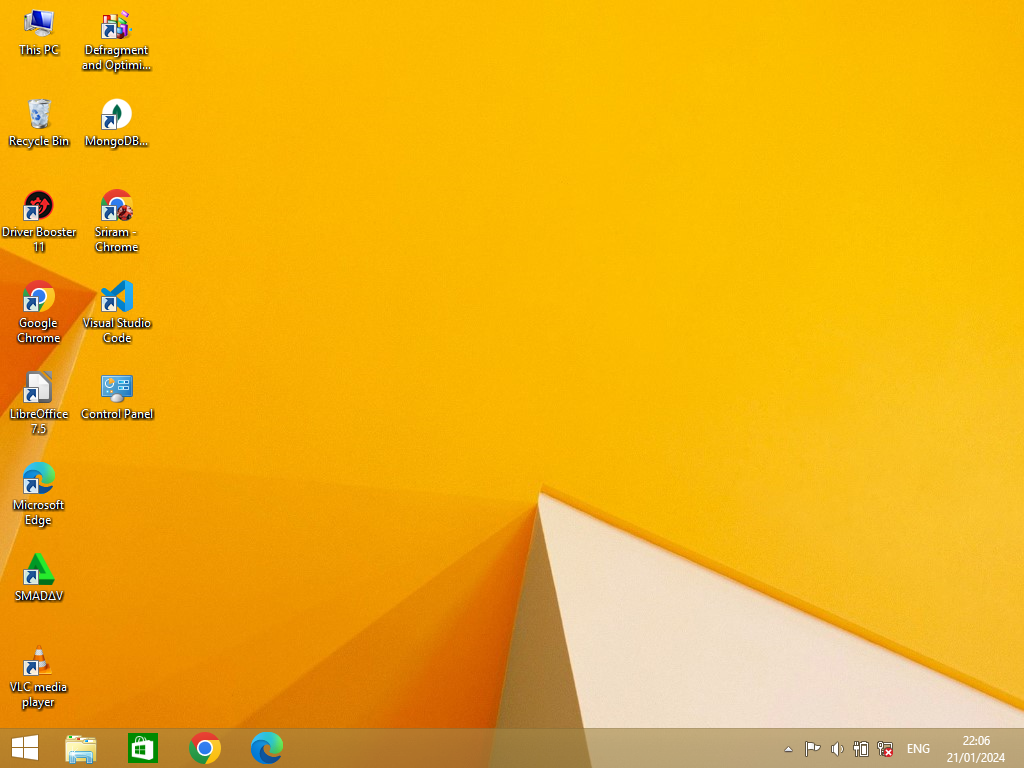 This PC
Defragment
and Optimi...
Recycle Bin
MongoDB...
Driver Booster
11
Sriram -
Chrome
Google
Chrome
Visual Studio
Code
LibreOffice
7.5
Control Panel
Microsoft
Edge
SMADΔV
VLC media
player
ENG
22:06
21/01/2024